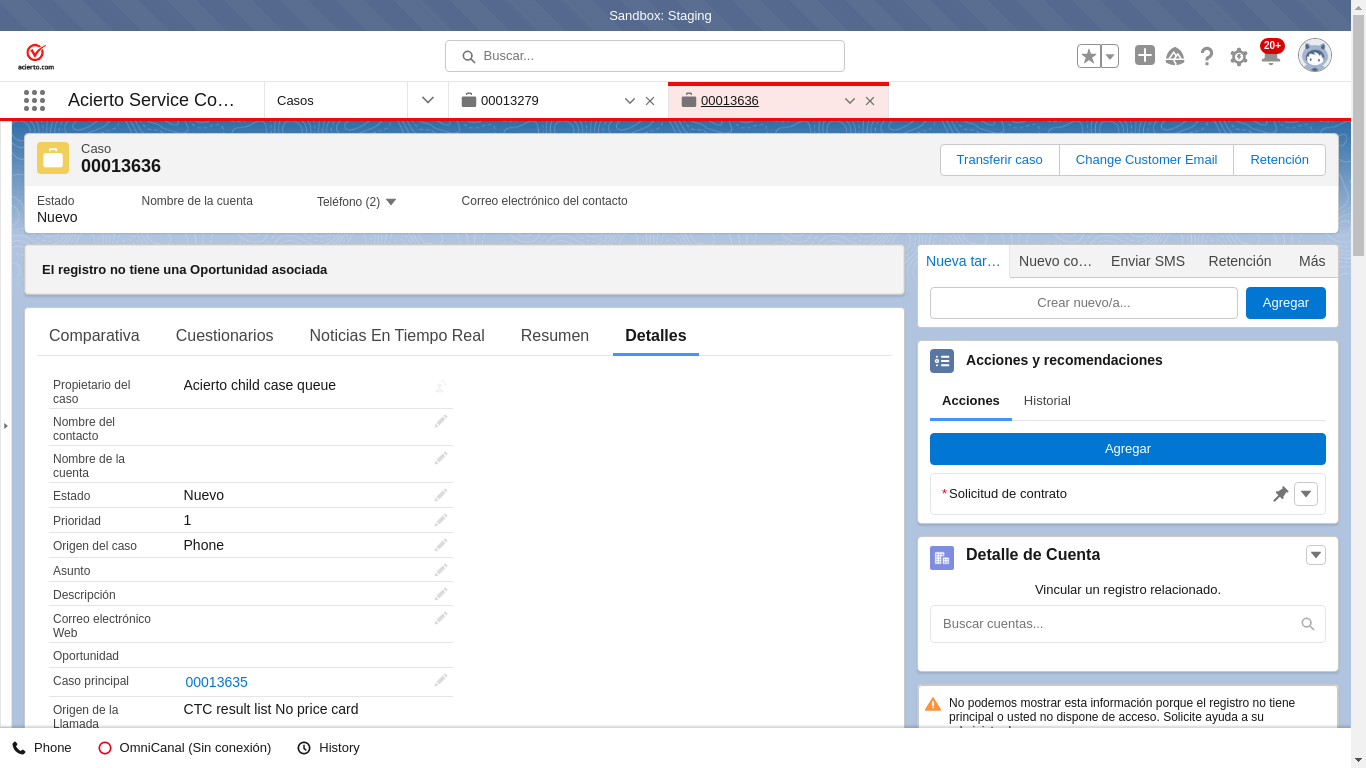 Sandbox: Staging
acierto.com
Buscar...
20+
Acierto Service Co…
Casos
00013279
00013636
Caso
00013636
Transferir caso
Change Customer Email
Retención
Estado
Nombre de la cuenta
Teléfono (2)
Correo electrónico del contacto
Nuevo
El registro no tiene una Oportunidad asociada
Comparativa
Cuestionarios
Noticias En Tiempo Real
Resumen
Detalles
Propietario del
caso
Acierto child case queue
Nombre del
contacto
Nombre de la
cuenta
Estado
Nuevo
Prioridad
1
Origen del caso
Phone
Asunto
Descripción
Correo electrónico
Web
Oportunidad
Caso principal
00013635
Origen de la
Llamada
CTC result list No price card
Nueva tar…
Nuevo co…
Enviar SMS
Retención
Más
Crear nuevo/a...
Agregar
Acciones y recomendaciones
Acciones
Historial
Agregar
*Solicitud de contrato
Detalle de Cuenta
Vincular un registro relacionado.
Buscar cuentas...
No podemos mostrar esta información porque el registro no tiene
principal o usted no dispone de acceso. Solicite ayuda a su
Phone
OmniCanal (Sin conexión)
History